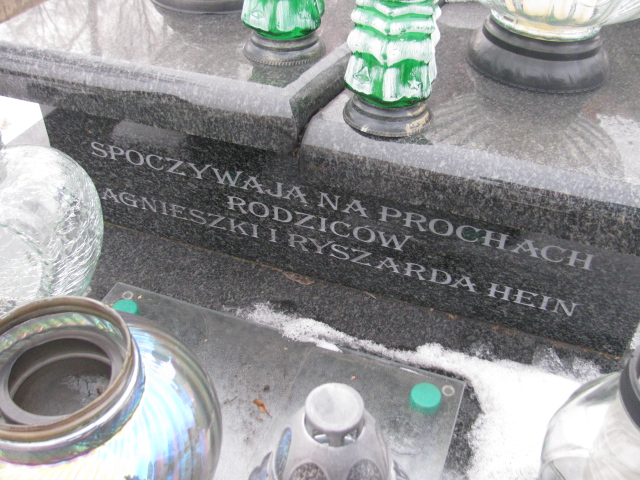 SPOCZYWAJĄ NA PROCHACH
RODZICÓW
AGNIESZKI I RYSZARDA HEIN